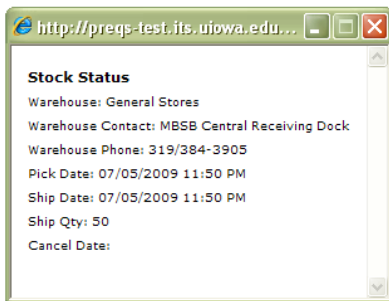 http://preqs-test.its.uiowa.edu...
Stock Status
Warehouse: General Stores
Warehouse Contact: MBSB Central Receiving Dock
Warehouse Phone: 319/384-3905
Pick Date: 07/05/2009 11:50 PM
Ship Date: 07/05/2009 11:50 PM
Ship Qty: 50
Cancel Date: